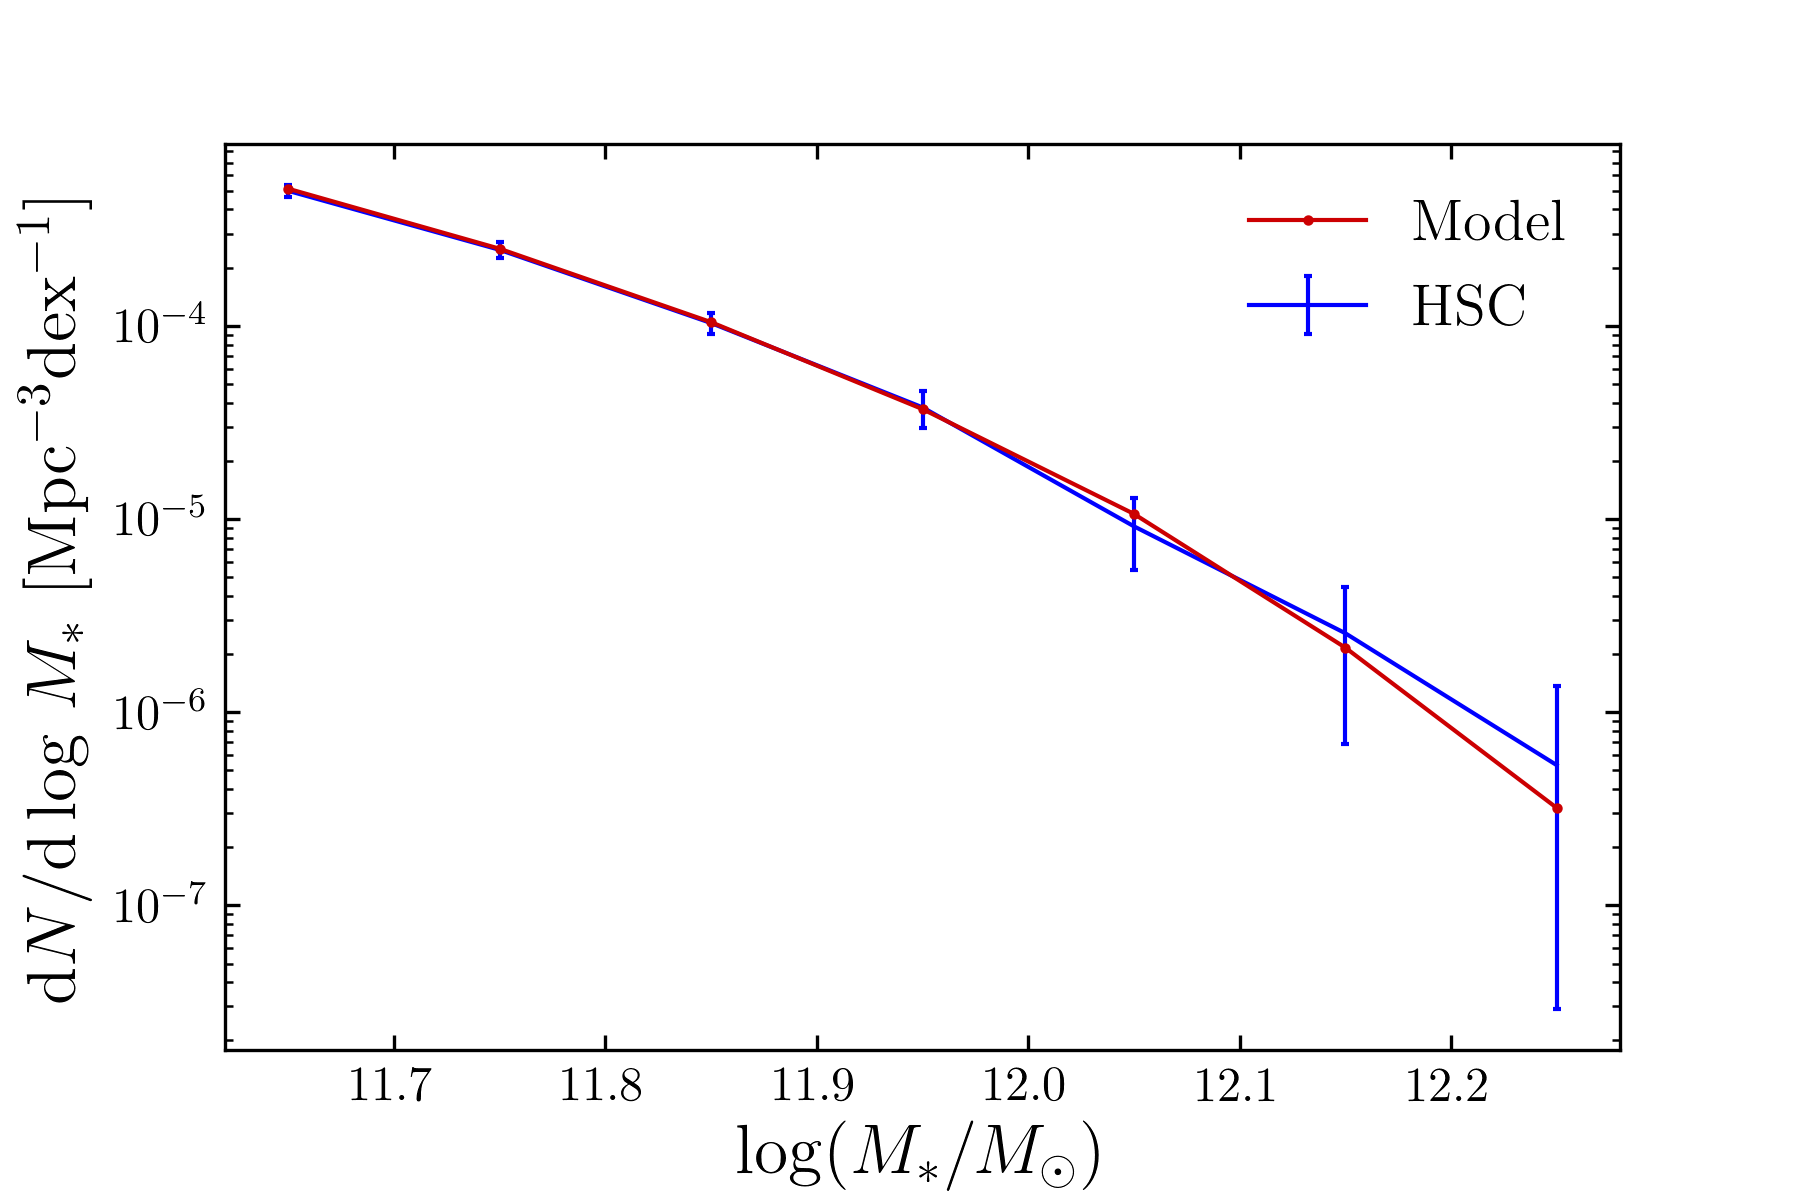 Model
HSC
dN/d log M∗ [Mpc⁻³dex⁻¹]
10⁻⁴
10⁻⁵
10⁻⁶
10⁻⁷
11.7 11.8 11.9 12.0 12.1 12.2
log(M∗/M⊙)